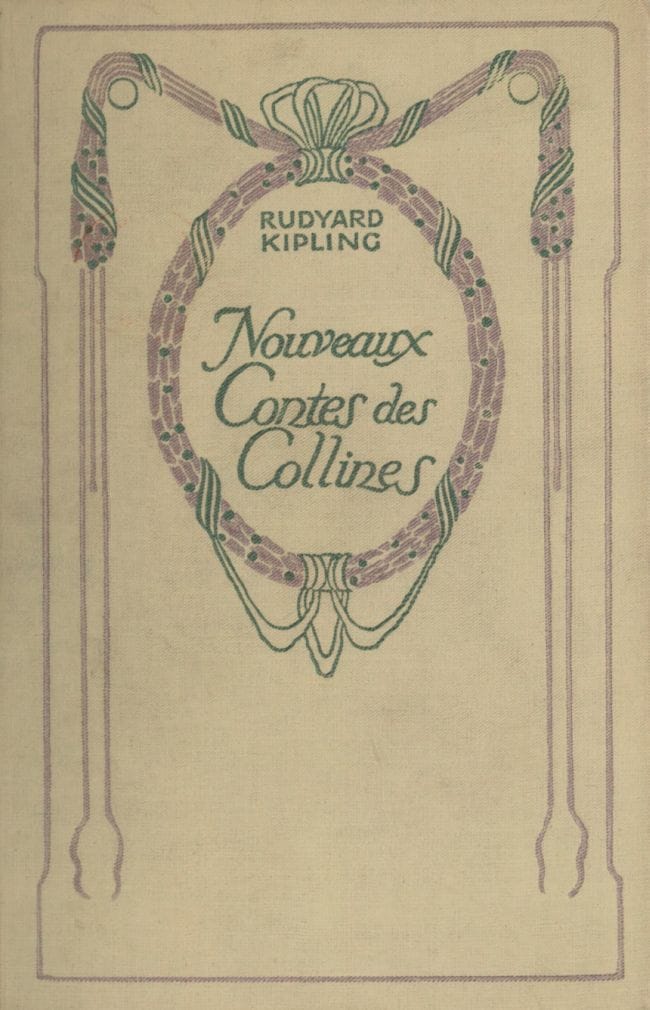 RUDYARD
KIPLING
Nouveaux
Contes des
Collines